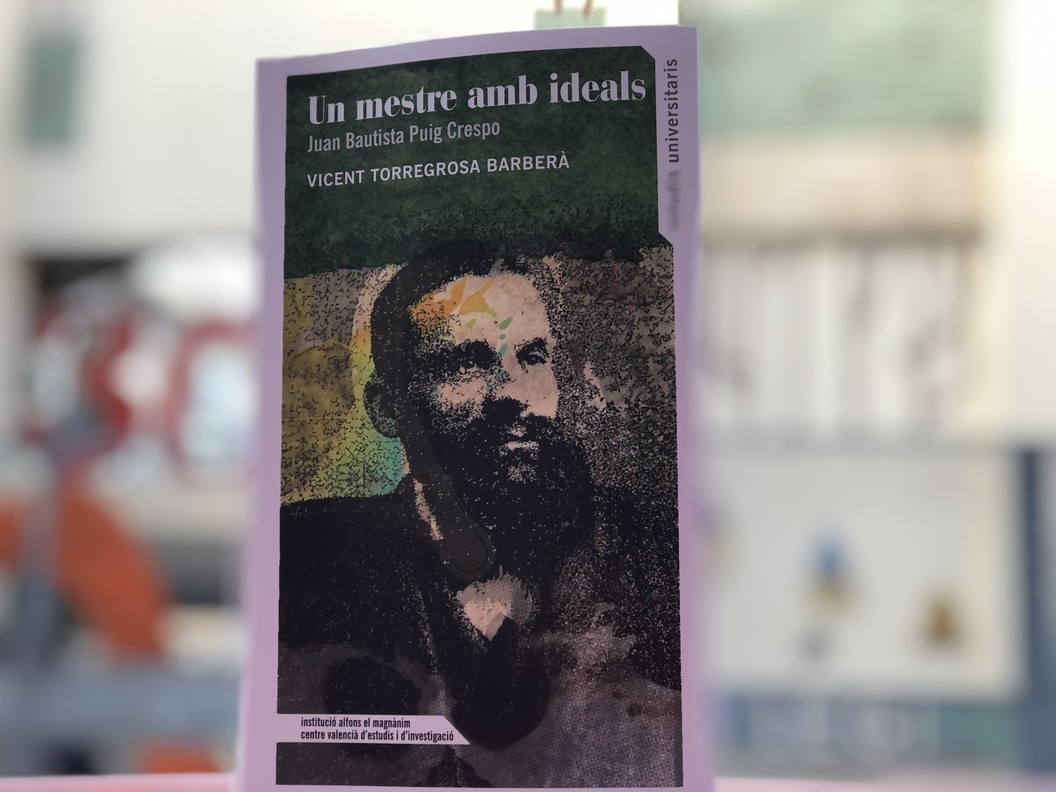 Un mestre amb ideals
Juan Bautista Puig Crespo
VICENT TORREGROSA BARBERÀ
universitaris
institució alfons el magnànim
centre valencià d'estudis i d'investigació